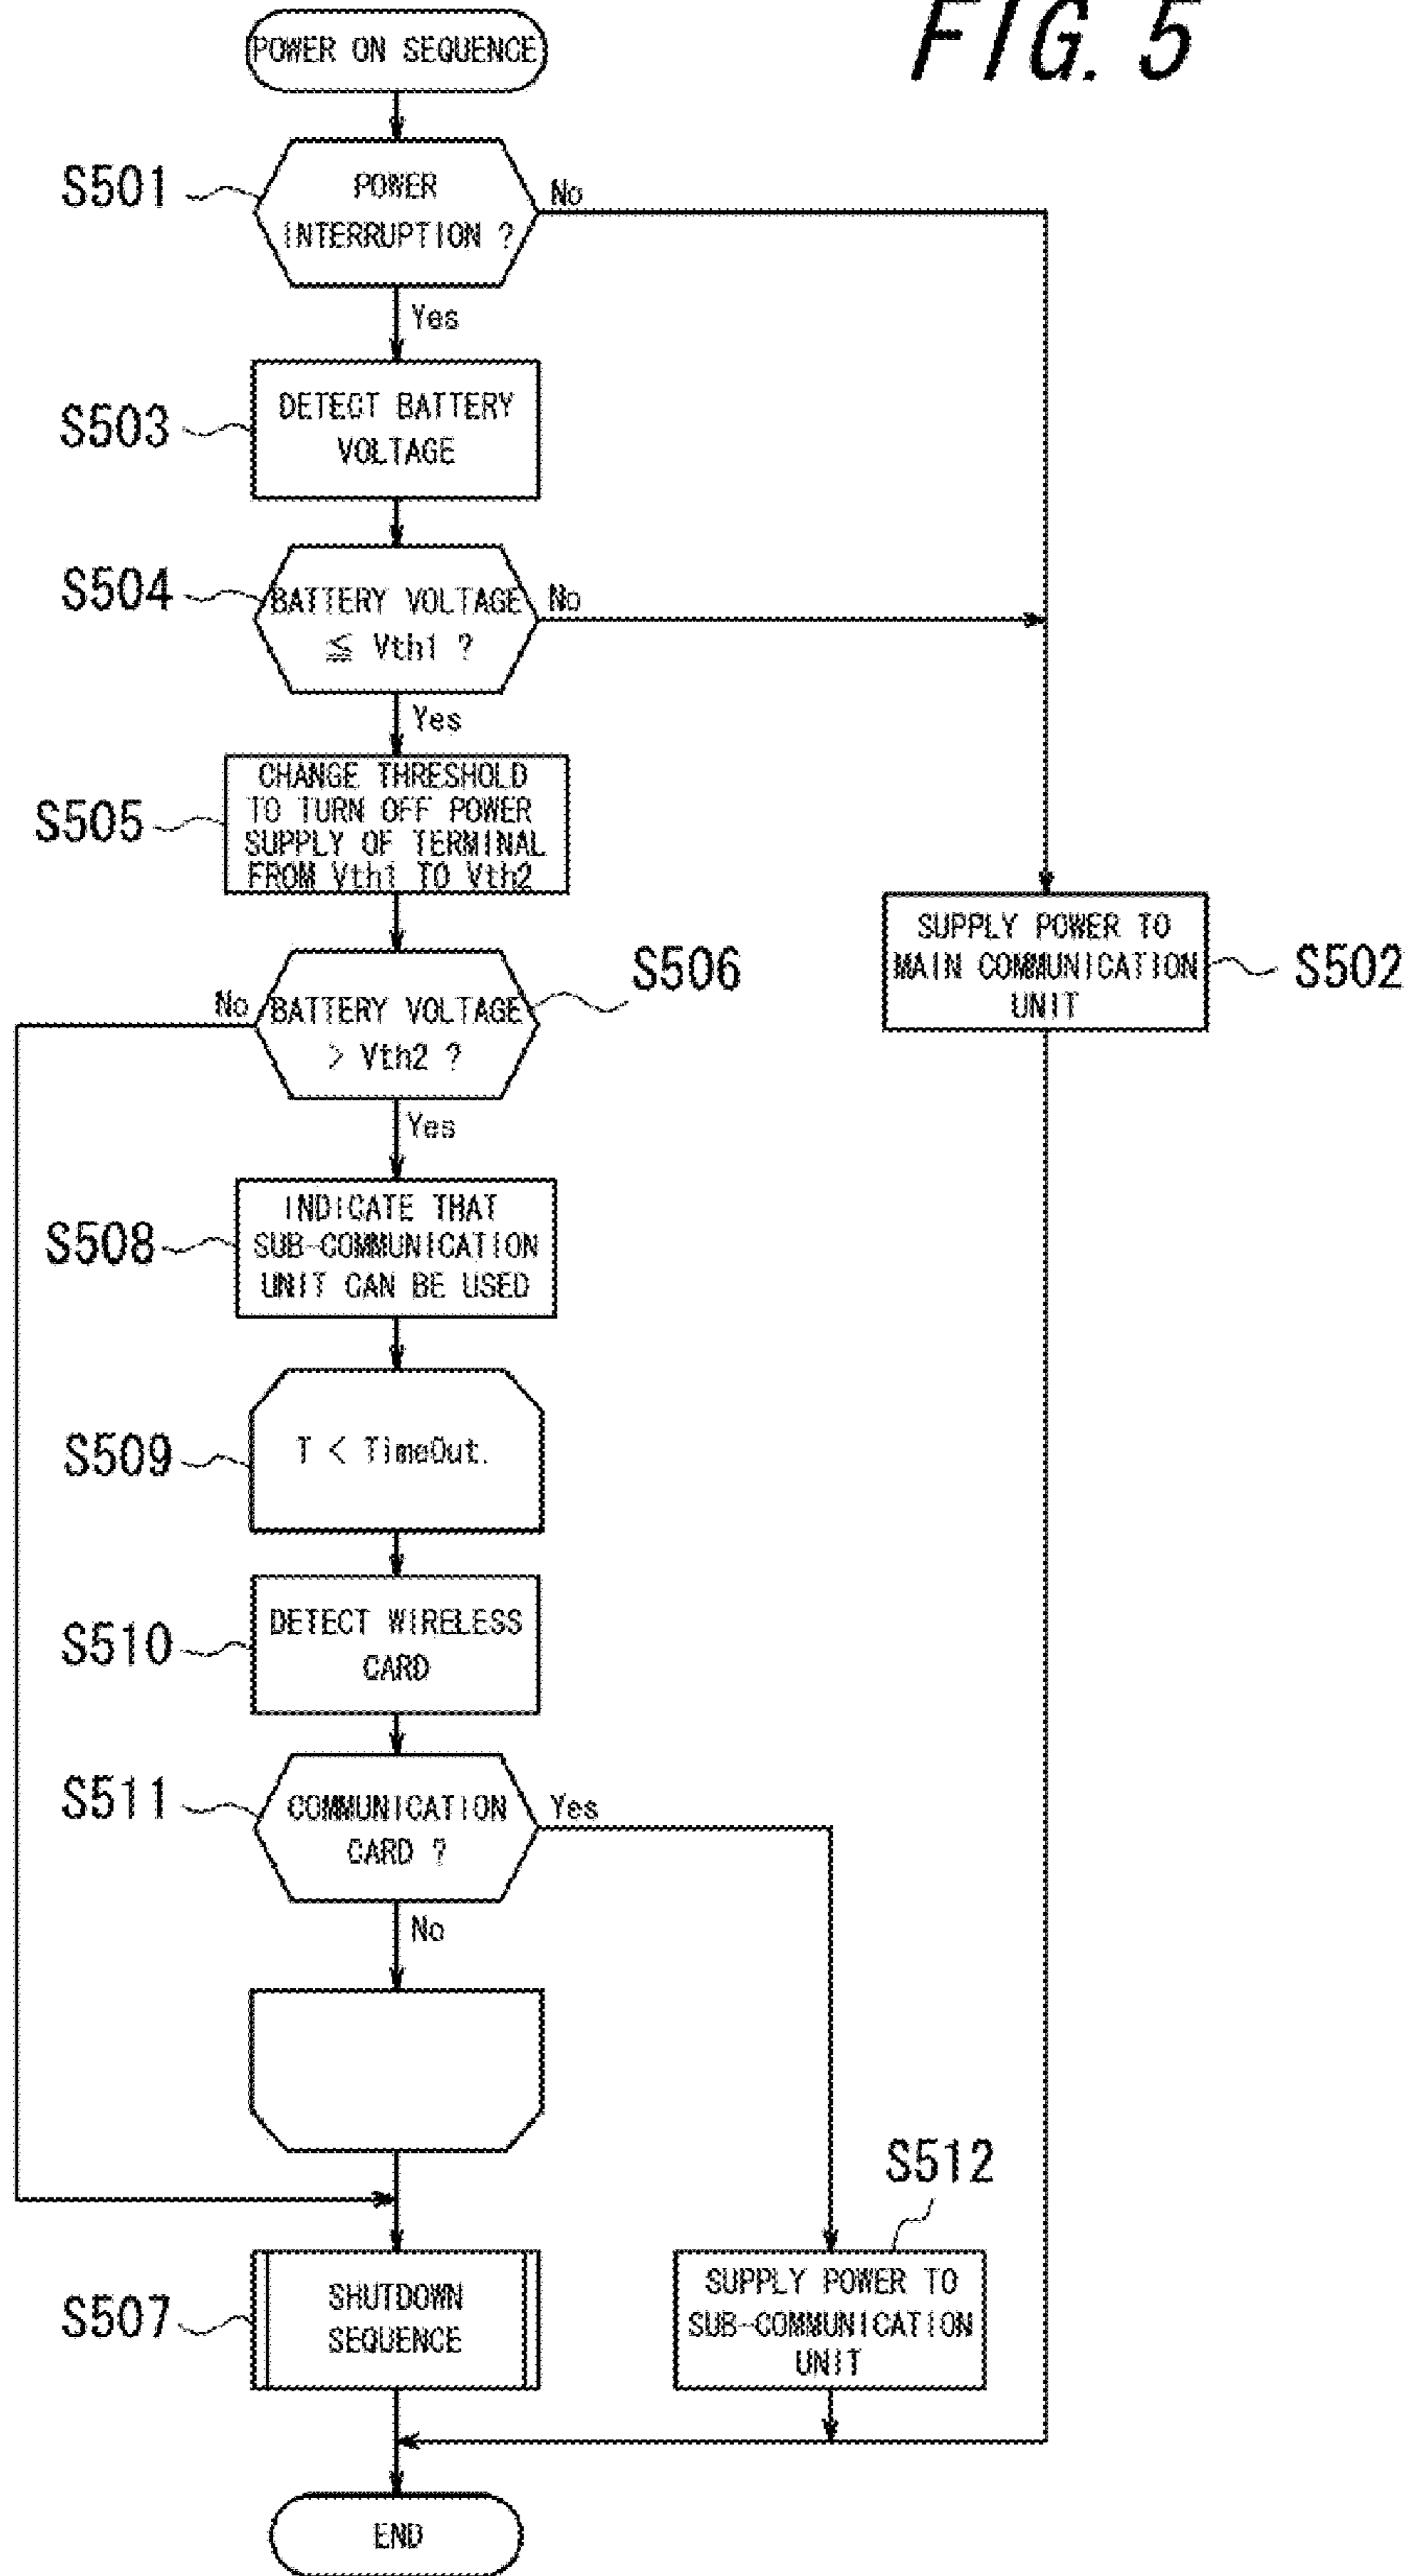 FIG. 5
POWER ON SEQUENCE
S501
POWER
INTERRUPTION ?
No
Yes
S503
DETECT BATTERY
VOLTAGE
S504
BATTERY VOLTAGE
≦ Vth1 ?
No
Yes
S505
CHANGE THRESHOLD
TO TURN OFF POWER
SUPPLY OF TERMINAL
FROM Vth1 TO Vth2
SUPPLY POWER TO
MAIN COMMUNICATION
UNIT
S502
S506
No
BATTERY VOLTAGE
> Vth2 ?
Yes
S508
INDICATE THAT
SUB-COMMUNICATION
UNIT CAN BE USED
S509
T < TimeOut.
S510
DETECT WIRELESS
CARD
S511
COMMUNICATION
CARD ?
Yes
No
S512
S507
SHUTDOWN
SEQUENCE
SUPPLY POWER TO
SUB-COMMUNICATION
UNIT
END